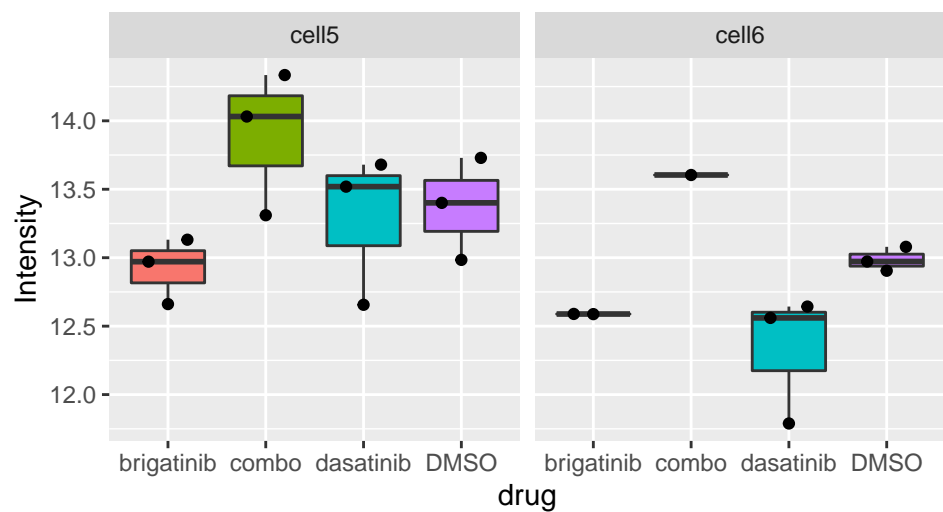 cell5 cell6
Intensity
14.0
13.5
13.0
12.5
12.0
brigatinib combo dasatinib DMSO brigatinib combo dasatinib DMSO
drug